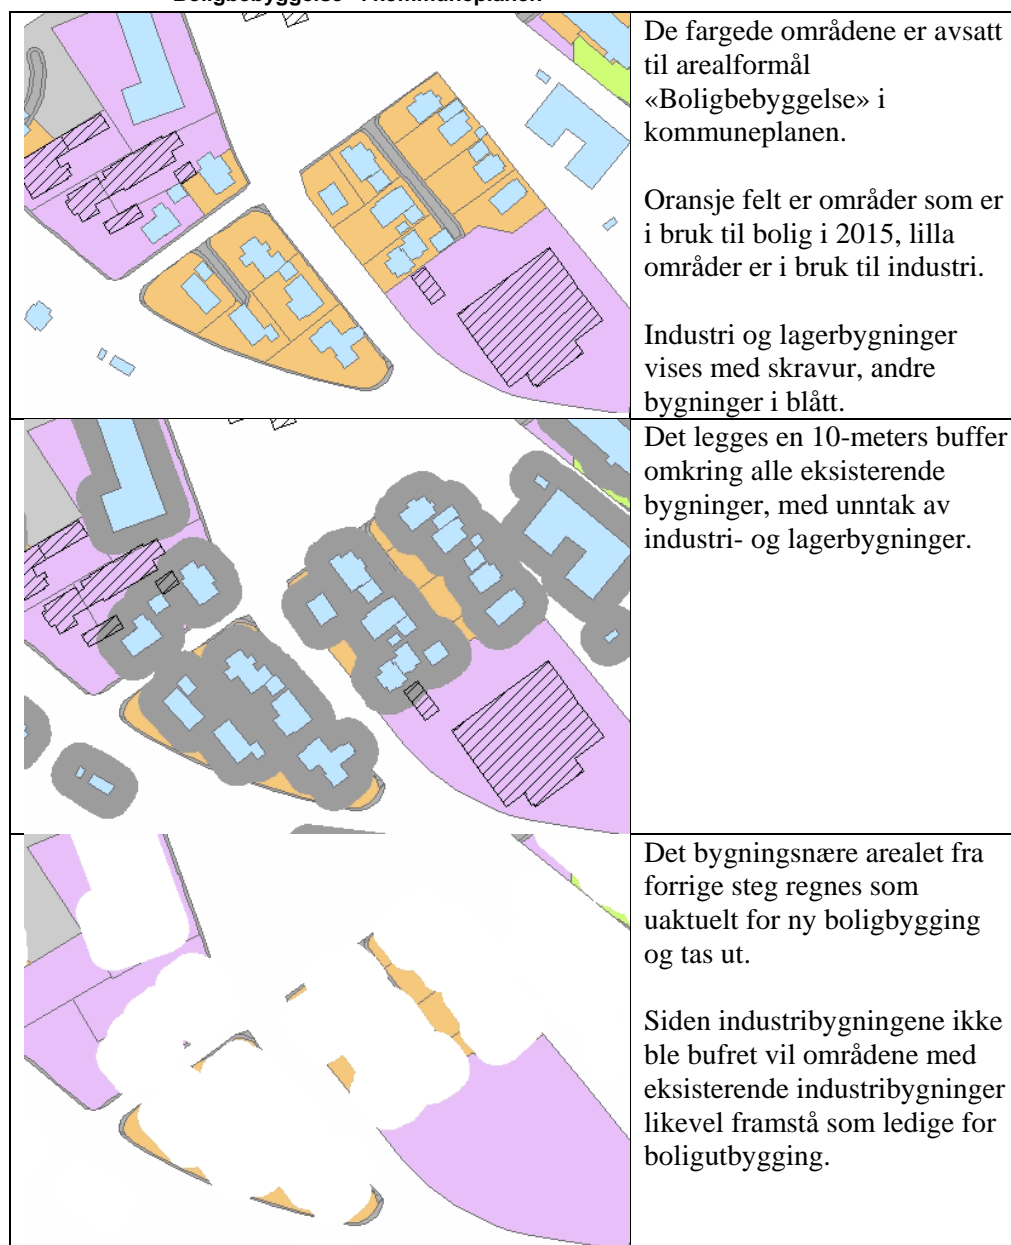 Boligbebyggelse" i kommuneplanen
De fargede områdene er avsatt
til arealformål
«Boligbebyggelse» i
kommuneplanen.
Oransje felt er områder som er
i bruk til bolig i 2015, lilla
områder er i bruk til industri.
Industri og lagerbygninger
vises med skravur, andre
bygninger i blått.
Det legges en 10-meters buffer
omkring alle eksisterende
bygninger, med unntak av
industri- og lagerbygninger.
Det bygningsnære arealet fra
forrige steg regnes som
uaktuelt for ny boligbygging
og tas ut.
Siden industribygningene ikke
ble bufret vil områdene med
eksisterende industribygninger
likevel framstå som ledige for
boligutbygging.